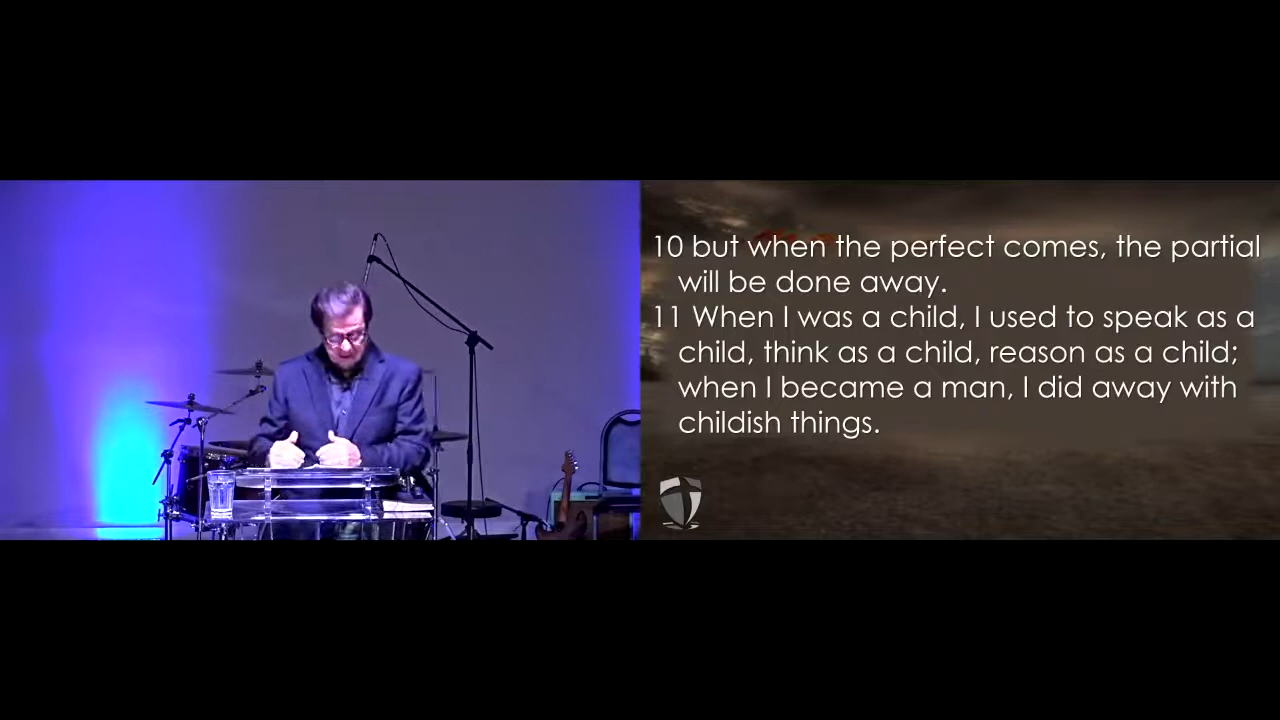 10 but when the perfect comes, the partial
will be done away.
11 When I was a child, I used to speak as a
child, think as a child, reason as a child;
when I became a man, I did away with
childish things.